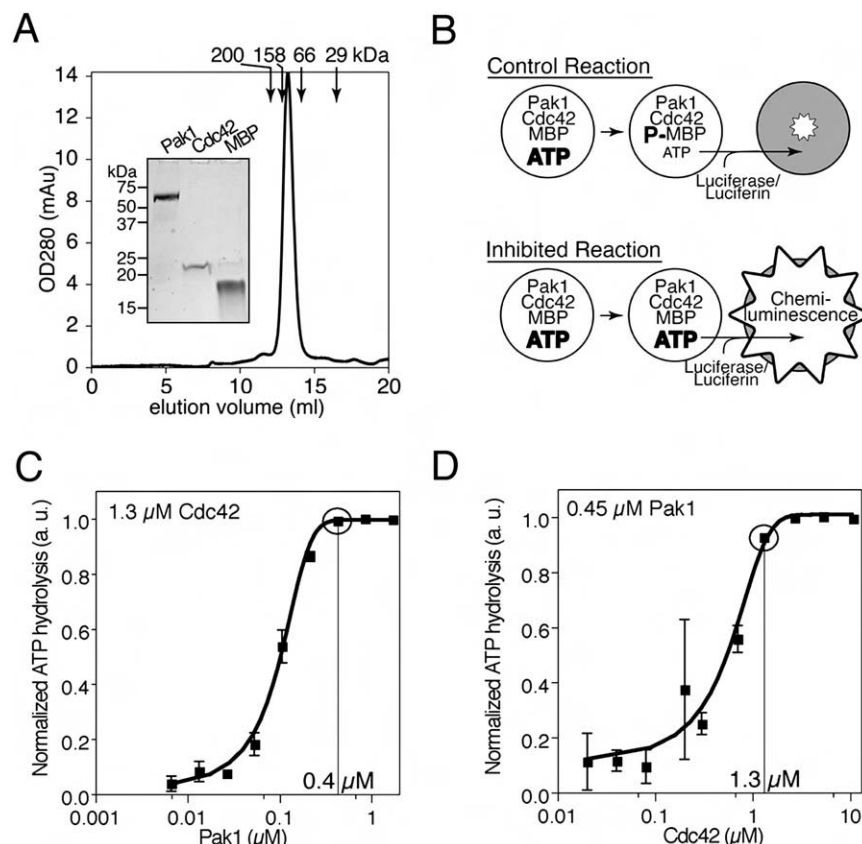 A
200 158 66 29 kDa
14
12
10
8
6
4
2
0
OD280 (mAu)
Pak1 Cdc42 MBP
kDa
75
50
37
25
20
15
0 5 10 15 20
elution volume (ml)
B
Control Reaction
Pak1
Cdc42
MBP
ATP
Pak1
Cdc42
P-MBP
ATP
Luciferase/
Luciferin
Inhibited Reaction
Pak1
Cdc42
MBP
ATP
Pak1
Cdc42
MBP
ATP
Chemi-
luminescence
Luciferase/
Luciferin
C
1.3 µM Cdc42
Normalized ATP hydrolysis (a. u.)
1.0
0.8
0.6
0.4
0.2
0.0
0.4 µM
0.001 0.01 0.1 1
Pak1 (µM)
D
0.45 µM Pak1
Normalized ATP hydrolysis (a. u.)
1.0
0.8
0.6
0.4
0.2
0.0
1.3 µM
0.01 0.1 1 10
Cdc42 (µM)